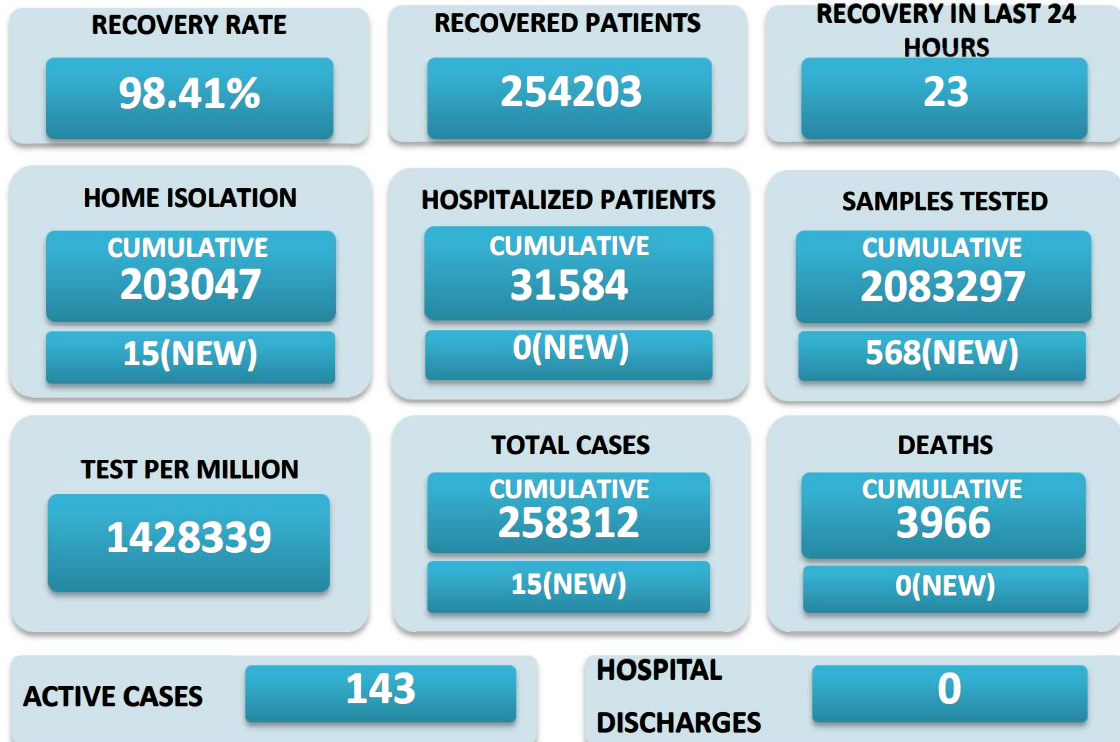 RECOVERY RATE
98.41%
RECOVERED PATIENTS
254203
RECOVERY IN LAST 24
HOURS
23
HOME ISOLATION
CUMULATIVE
203047
15(NEW)
HOSPITALIZED PATIENTS
CUMULATIVE
31584
0(NEW)
SAMPLES TESTED
CUMULATIVE
2083297
568(NEW)
TEST PER MILLION
1428339
TOTAL CASES
CUMULATIVE
258312
15(NEW)
DEATHS
CUMULATIVE
3966
0(NEW)
ACTIVE CASES
143
HOSPITAL
DISCHARGES
0